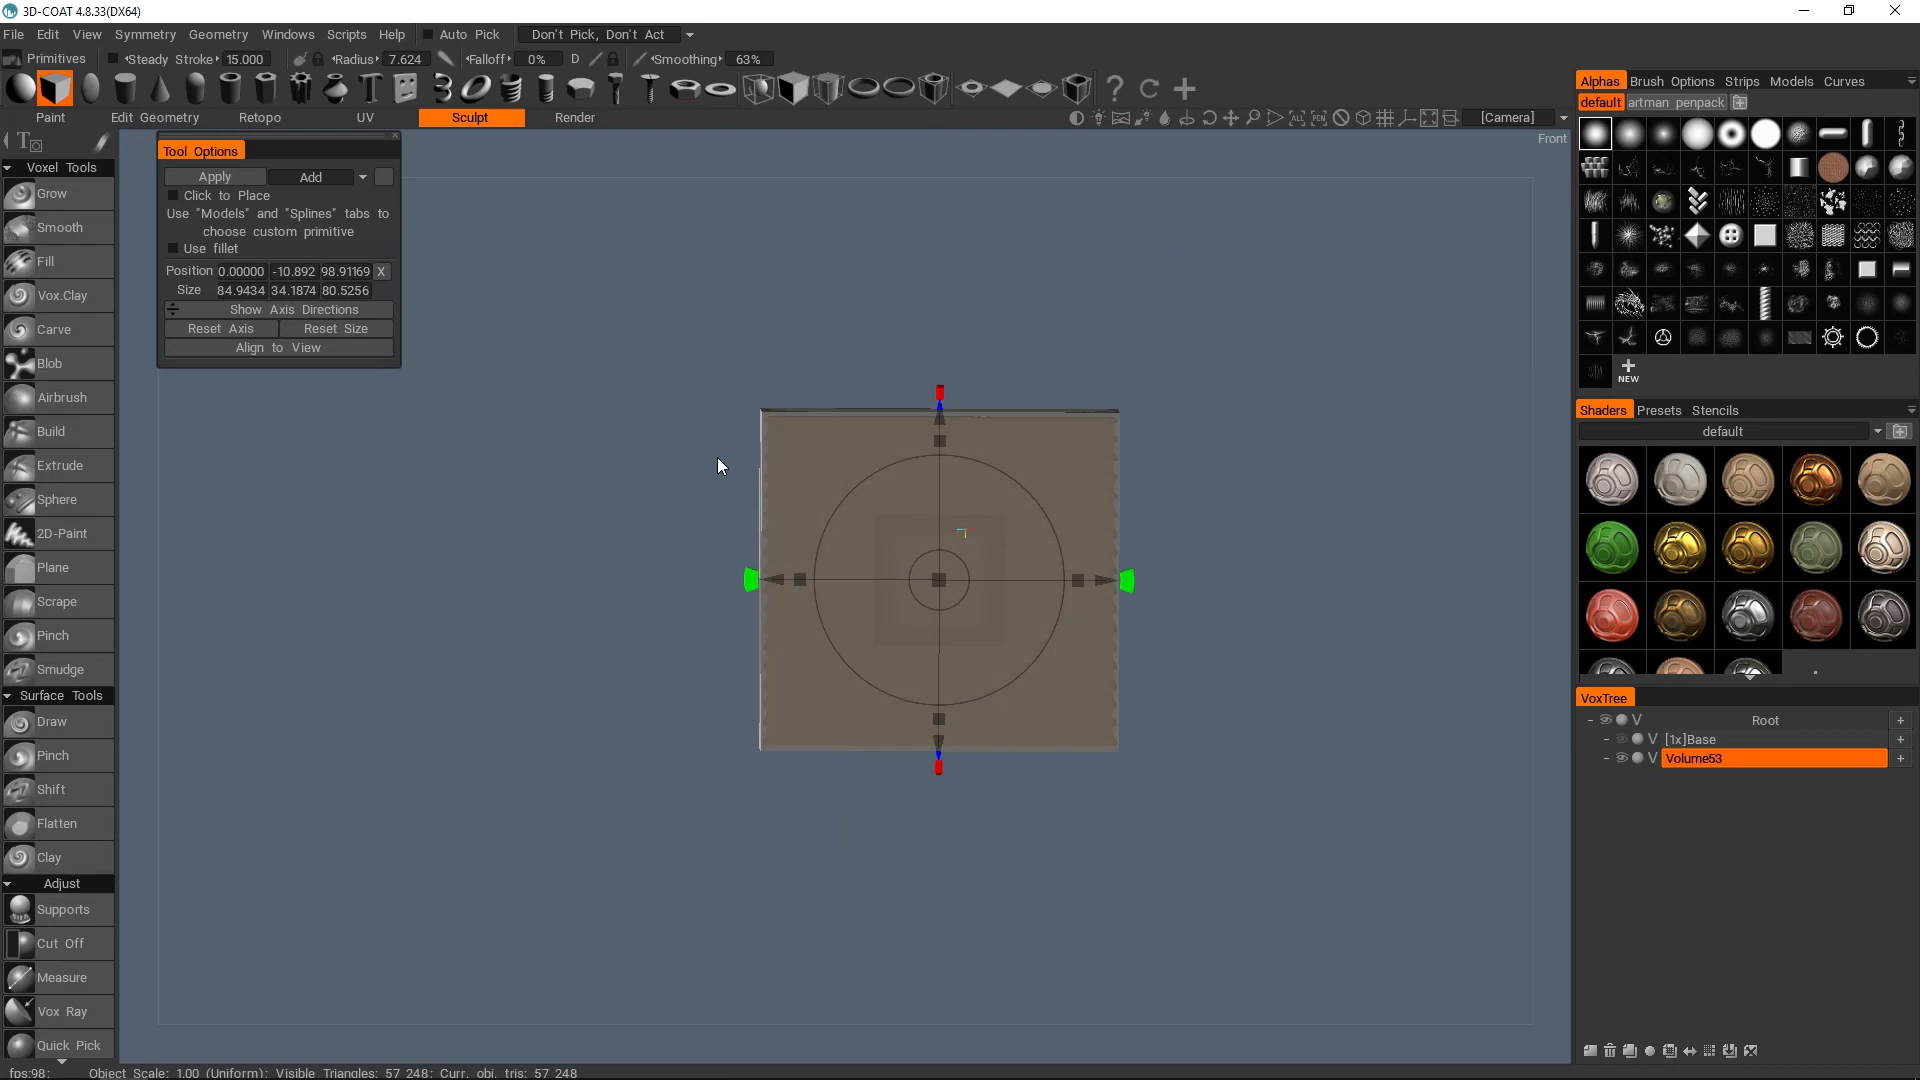 3D-COAT 4.8.33(DX64)
File Edit View Symmetry Geometry Windows Scripts Help Auto Pick Don't Pick, Don't Act
Primitives Steady Stroke 15.000 Radius 7.624 Falloff 0% D Smoothing 63%
Paint Edit Geometry Retopo UV Sculpt Render [Camera]
Front
Tool Options
Apply Add
Click to Place
Use "Models" and "Splines" tabs to
choose custom primitive
Use fillet
Position 0.00000 -10.892 98.91169 X
Size 84.9434 34.1874 80.5256
Show Axis Directions
Reset Axis Reset Size
Align to View
Voxel Tools
Grow
Smooth
Fill
Vox.Clay
Carve
Blob
Airbrush
Build
Extrude
Sphere
2D-Paint
Plane
Scrape
Pinch
Smudge
Surface Tools
Draw
Pinch
Shift
Flatten
Clay
Adjust
Supports
Cut Off
Measure
Vox Ray
Quick Pick
Alphas Brush Options Strips Models Curves
default artman penpack
NEW
Shaders Presets Stencils
default
VoxTree
V Root +
V [1x]Base +
V Volume53 +
fps:98; Object Scale: 1.00 (Uniform); Visible Triangles: 57 248; Curr. obj. tris: 57 248